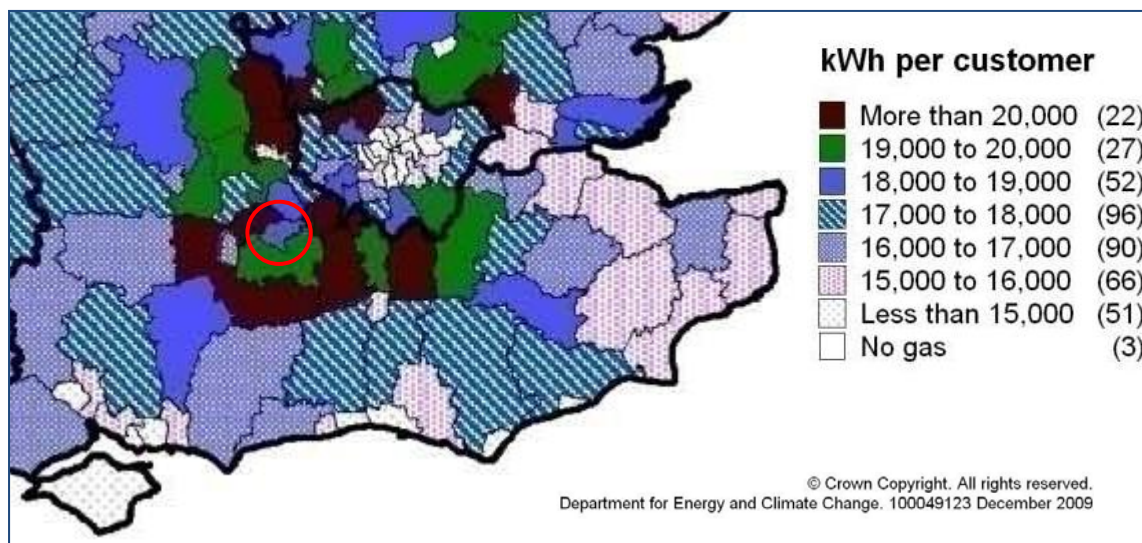 kWh per customer
More than 20,000 (22)
19,000 to 20,000 (27)
18,000 to 19,000 (52)
17,000 to 18,000 (96)
16,000 to 17,000 (90)
15,000 to 16,000 (66)
Less than 15,000 (51)
No gas (3)
© Crown Copyright. All rights reserved.
Department for Energy and Climate Change. 100049123 December 2009